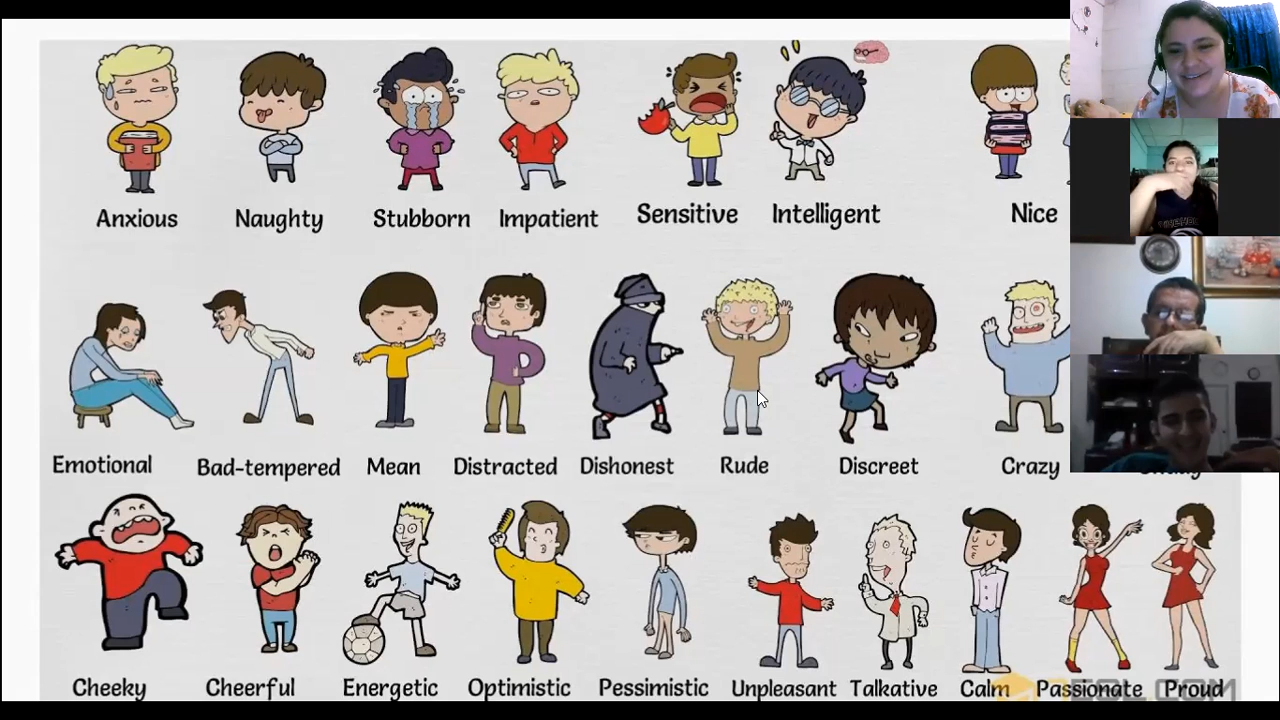 Anxious Naughty Stubborn Impatient Sensitive Intelligent Nice
Emotional Bad-tempered Mean Distracted Dishonest Rude Discreet Crazy
Cheeky Cheerful Energetic Optimistic Pessimistic Unpleasant Talkative Calm Passionate Proud